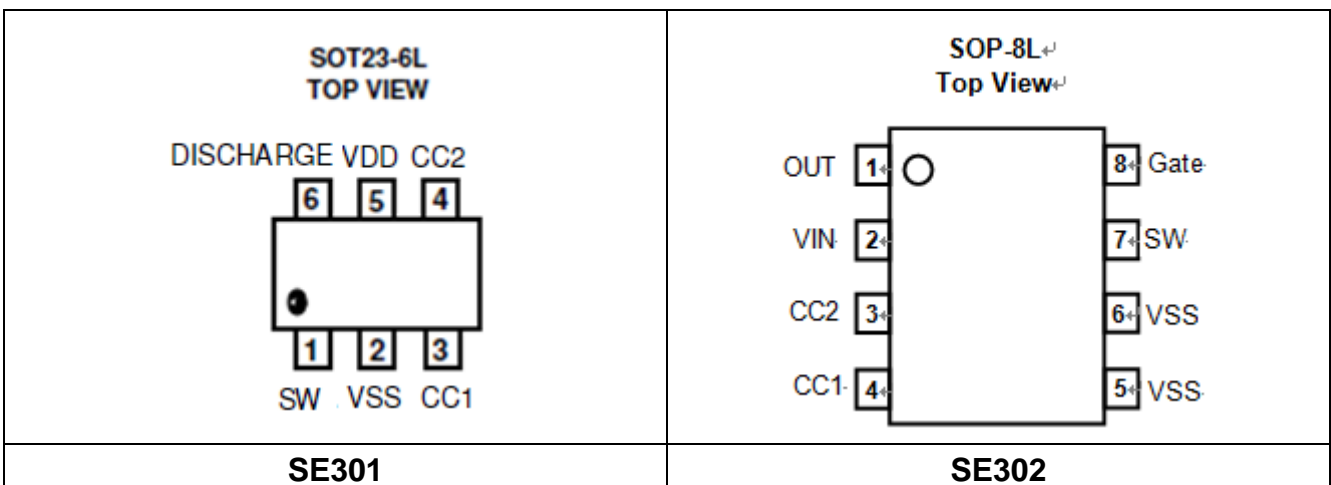 SOT23-6L
TOP VIEW
DISCHARGE VDD CC2
6 5 4
1 2 3
SW VSS CC1
SE301
SOP-8L↵
Top View↵
OUT 1 8 Gate
VIN 2 7 SW
CC2 3 6 VSS
CC1 4 5 VSS
SE302